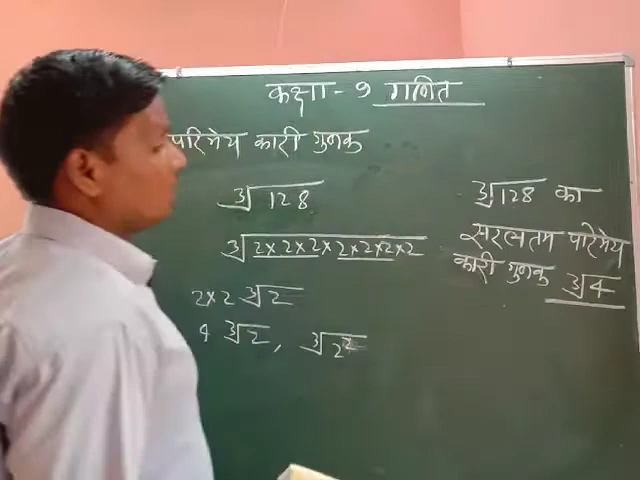 कक्षा - 9 गणित
परिमेय कारी गुणक
∛128
∛2×2×2×2×2×2×2
2×2 ∛2
4 ∛2 , ∛2²
∛128 का
सरलतम परिमेय
कारी गुणक ∛4